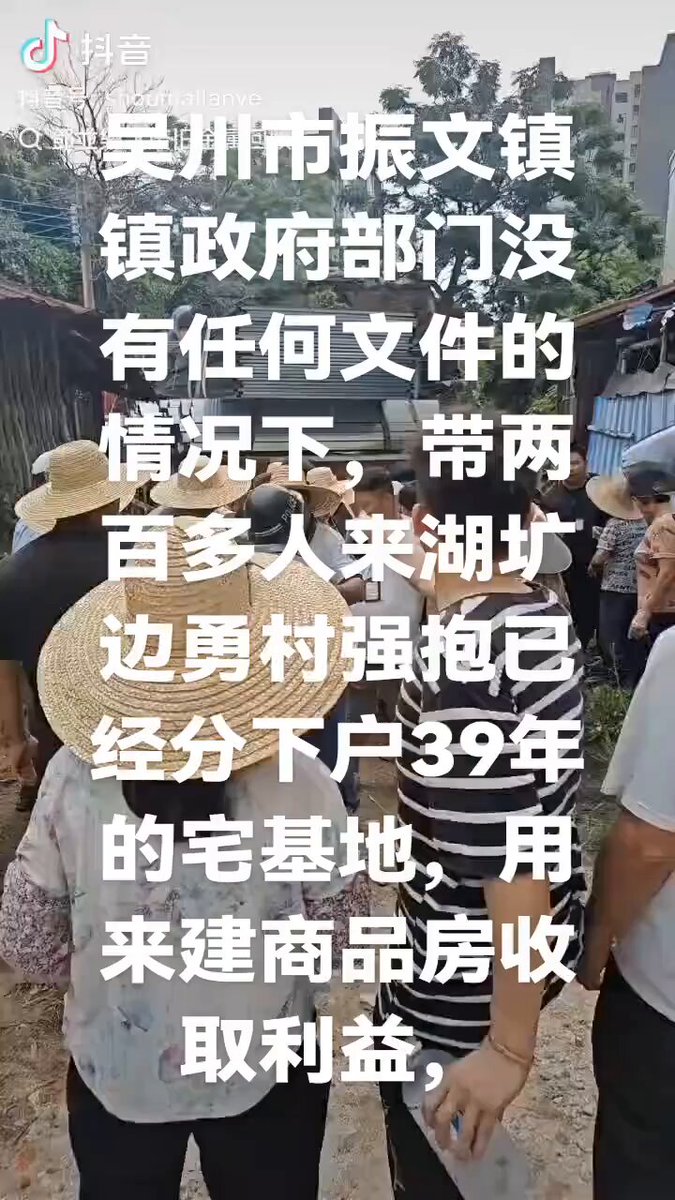 抖音
抖音号:
吴川市振文镇
镇政府部门没
有任何文件的
情况下，带两
百多人来湖圹
边勇村强抱已
经分下户39年
的宅基地，用
来建商品房收
取利益，